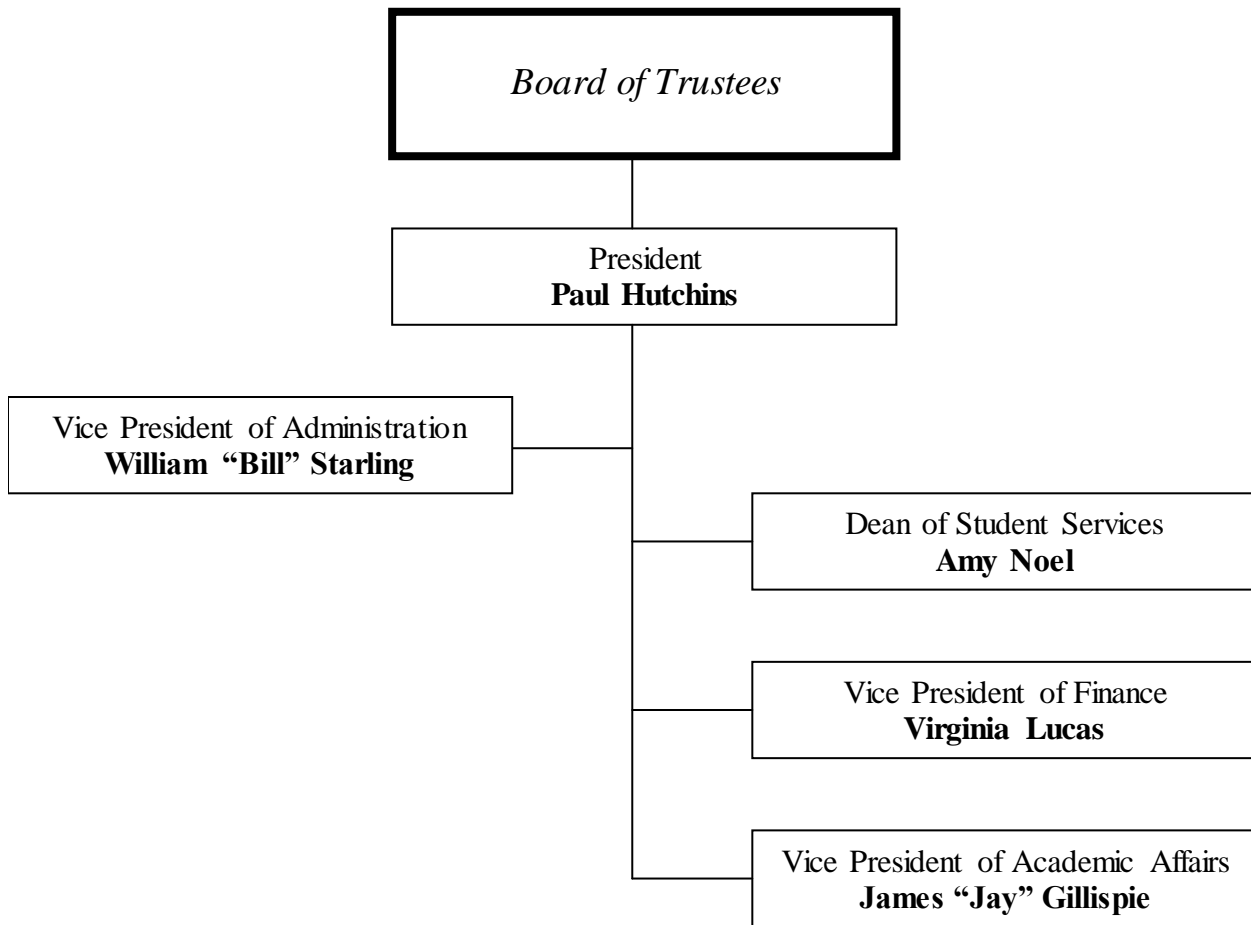 Board of Trustees
President
Paul Hutchins
Vice President of Administration
William “Bill” Starling
Dean of Student Services
Amy Noel
Vice President of Finance
Virginia Lucas
Vice President of Academic Affairs
James “Jay” Gillispie